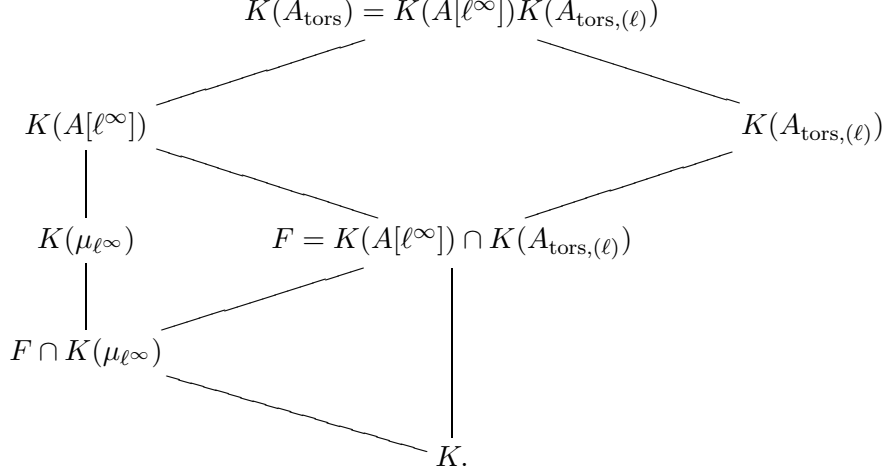 K(A_tors) = K(A[ℓ^∞])K(A_tors,(ℓ))
K(A[ℓ^∞]) K(A_tors,(ℓ))
K(μ_ℓ^∞) F = K(A[ℓ^∞]) ∩ K(A_tors,(ℓ))
F ∩ K(μ_ℓ^∞)
K.